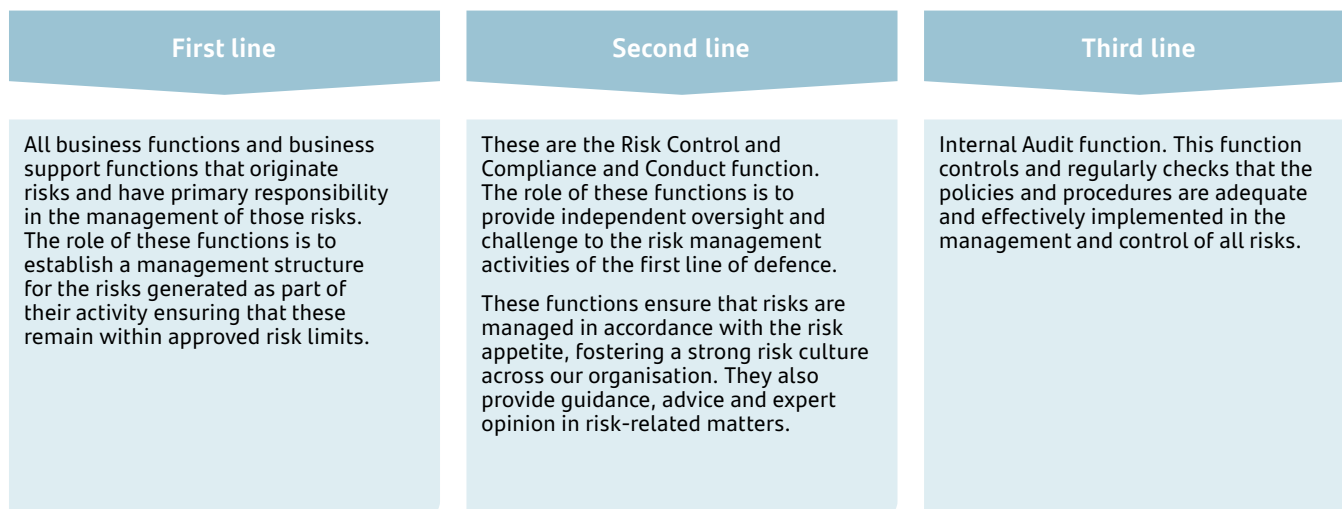 First line
All business functions and business
support functions that originate
risks and have primary responsibility
in the management of those risks.
The role of these functions is to
establish a management structure
for the risks generated as part of
their activity ensuring that these
remain within approved risk limits.
Second line
These are the Risk Control and
Compliance and Conduct function.
The role of these functions is to
provide independent oversight and
challenge to the risk management
activities of the first line of defence.
These functions ensure that risks are
managed in accordance with the risk
appetite, fostering a strong risk culture
across our organisation. They also
provide guidance, advice and expert
opinion in risk-related matters.
Third line
Internal Audit function. This function
controls and regularly checks that the
policies and procedures are adequate
and effectively implemented in the
management and control of all risks.